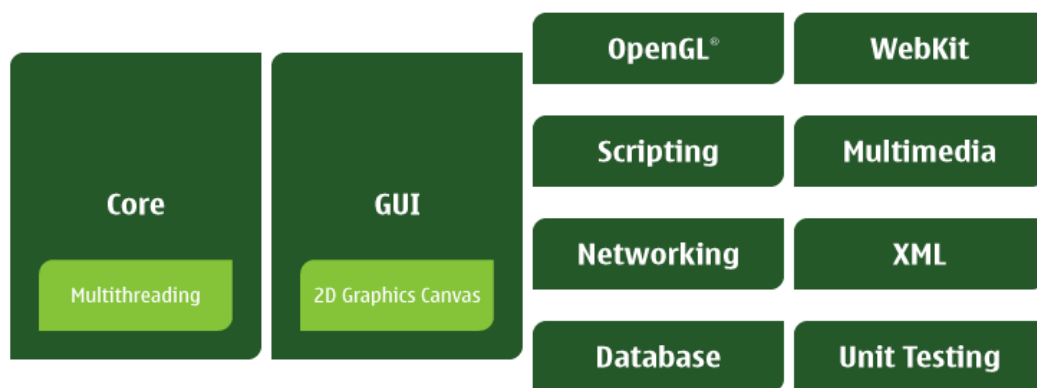 Core
Multithreading
GUI
2D Graphics Canvas
OpenGL®
WebKit
Scripting
Multimedia
Networking
XML
Database
Unit Testing